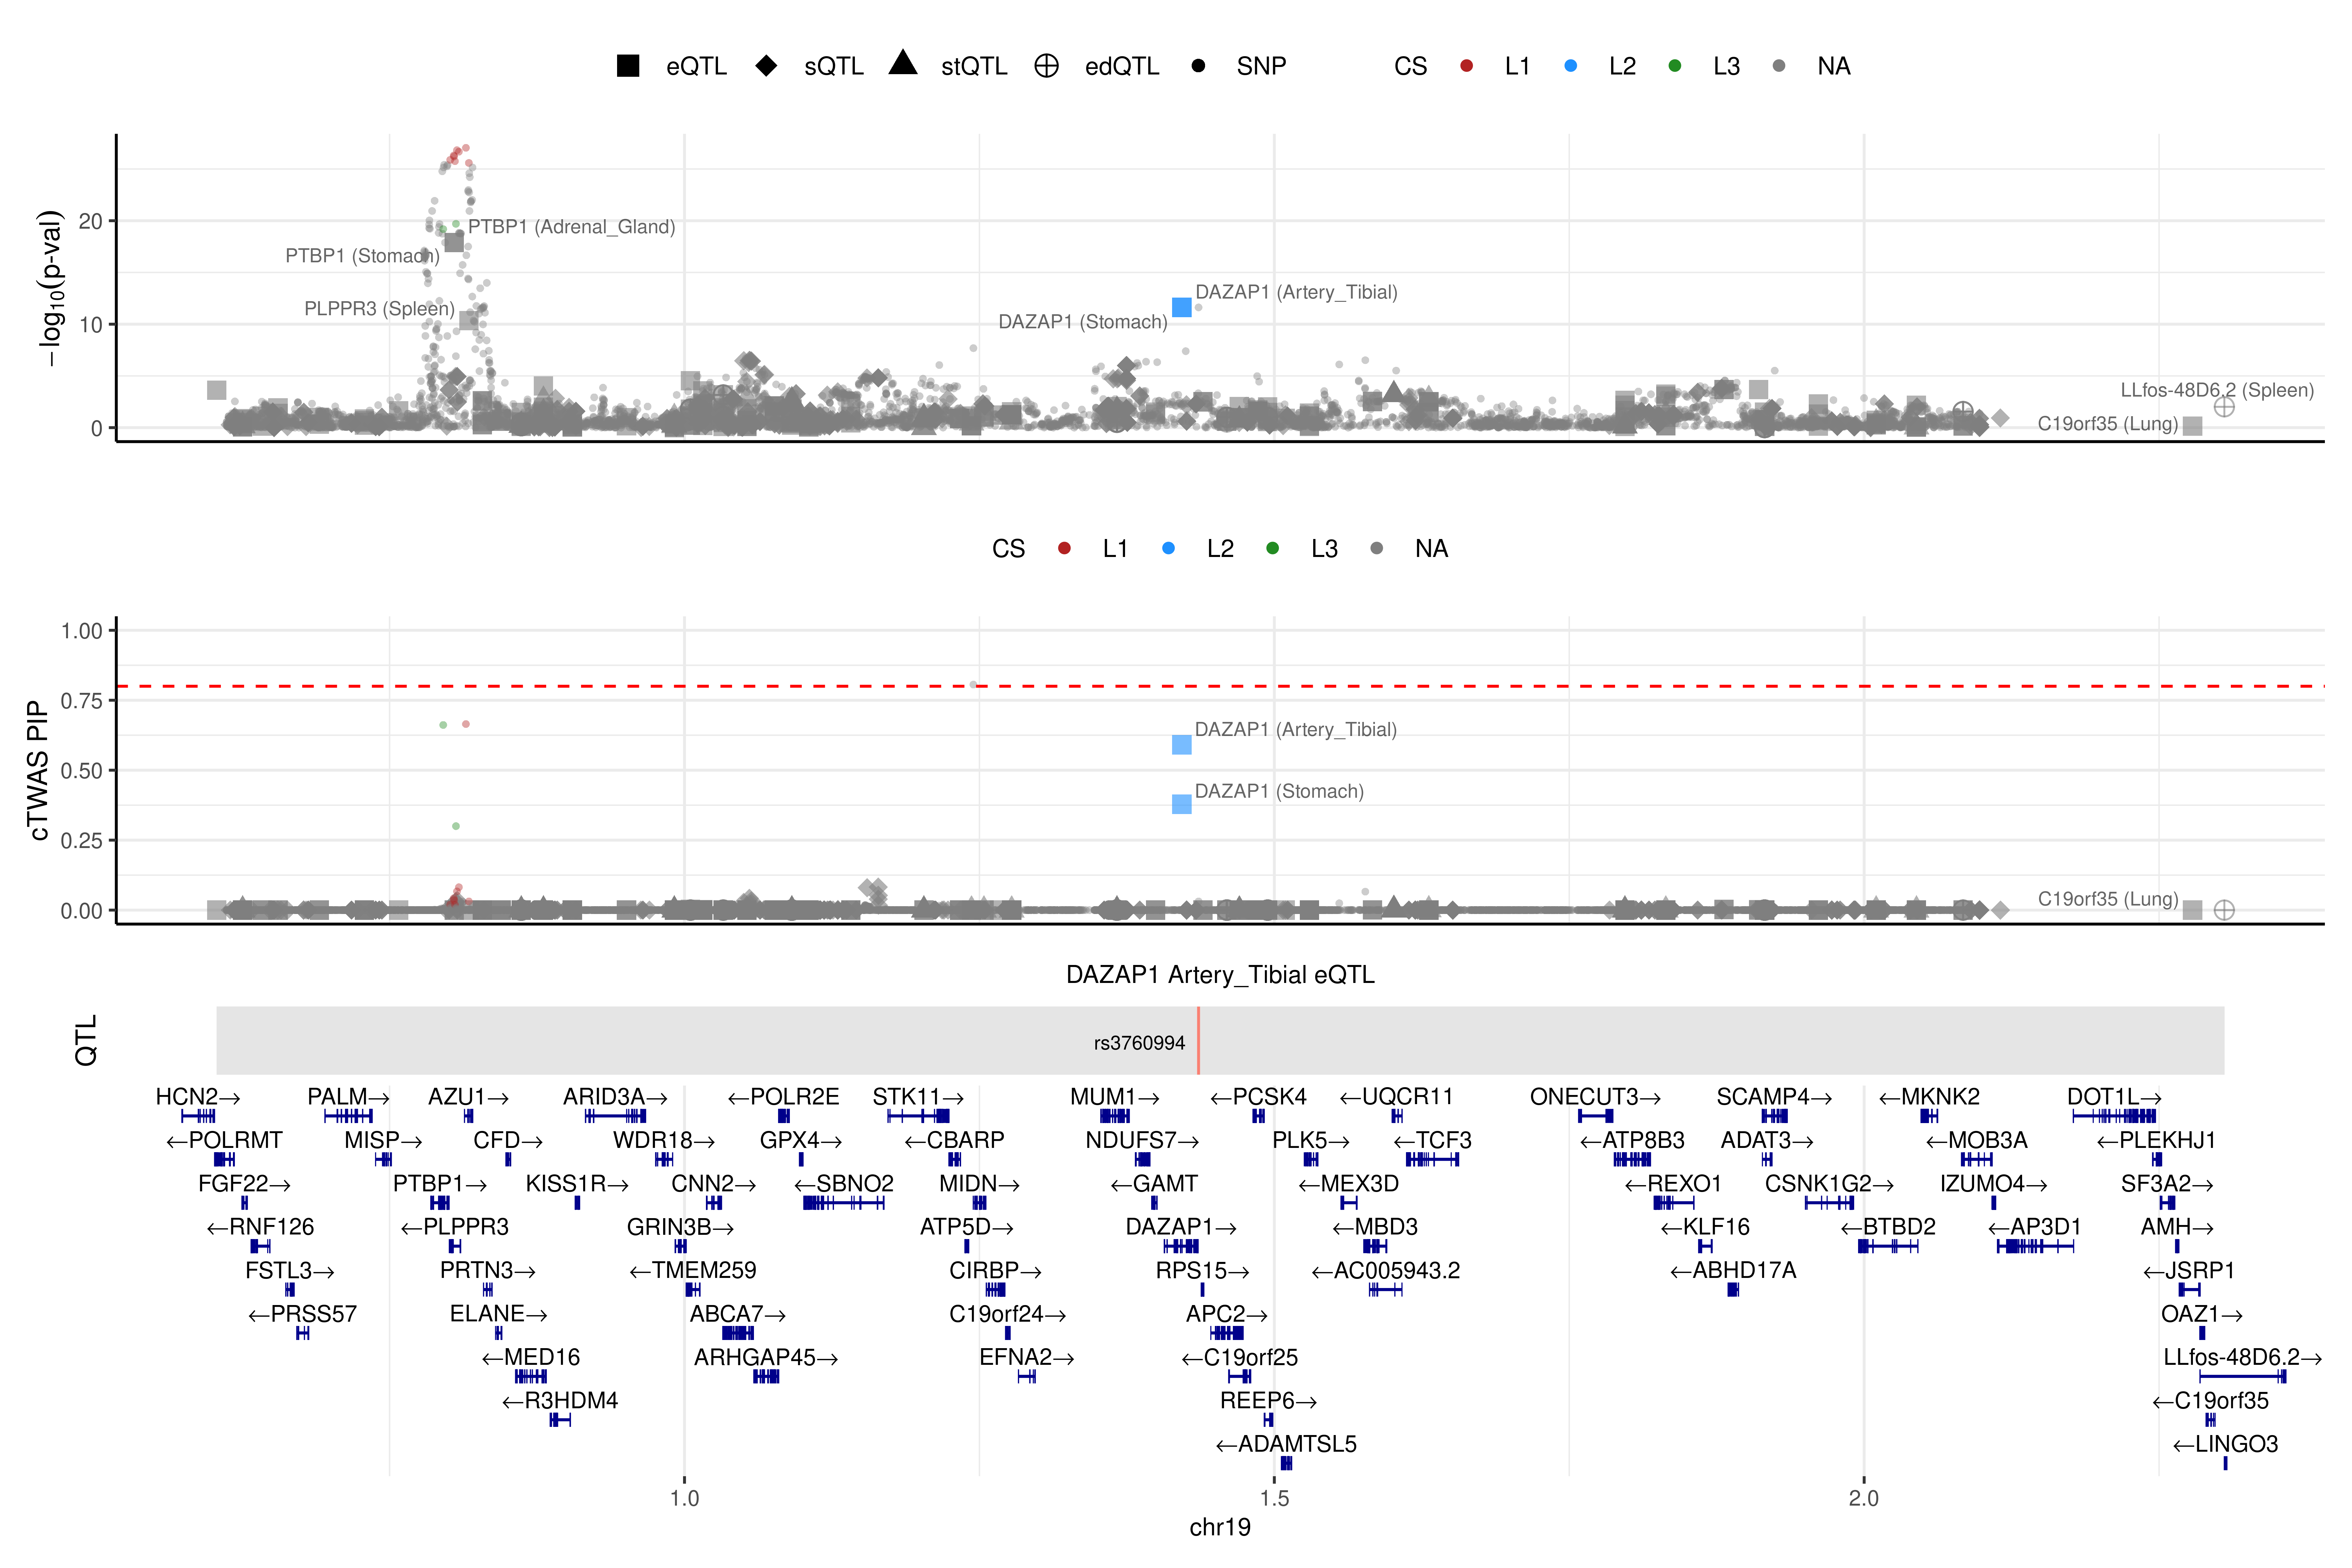 eQTL sQTL stQTL edQTL SNP CS L1 L2 L3 NA
−log10(p-val)
20
10
0
PTBP1 (Adrenal_Gland)
PTBP1 (Stomach)
PLPPR3 (Spleen)
DAZAP1 (Artery_Tibial)
DAZAP1 (Stomach)
LLfos-48D6.2 (Spleen)
C19orf35 (Lung)
CS L1 L2 L3 NA
cTWAS PIP
1.00
0.75
0.50
0.25
0.00
DAZAP1 (Artery_Tibial)
DAZAP1 (Stomach)
C19orf35 (Lung)
DAZAP1 Artery_Tibial eQTL
QTL
rs3760994
HCN2→ PALM→ AZU1→ ARID3A→ ←POLR2E STK11→ MUM1→ ←PCSK4 ←UQCR11 ONECUT3→ SCAMP4→ ←MKNK2 DOT1L→
←POLRMT MISP→ CFD→ WDR18→ GPX4→ ←CBARP NDUFS7→ PLK5→ ←TCF3 ←ATP8B3 ADAT3→ ←MOB3A ←PLEKHJ1
FGF22→ PTBP1→ KISS1R→ CNN2→ ←SBNO2 MIDN→ ←GAMT ←MEX3D ←REXO1 CSNK1G2→ IZUMO4→ SF3A2→
←RNF126 ←PLPPR3 GRIN3B→ ATP5D→ DAZAP1→ ←MBD3 ←KLF16 ←BTBD2 ←AP3D1 AMH→
FSTL3→ PRTN3→ ←TMEM259 CIRBP→ RPS15→ ←AC005943.2 ←ABHD17A ←JSRP1
←PRSS57 ELANE→ ABCA7→ C19orf24→ APC2→ OAZ1→
←MED16 ARHGAP45→ EFNA2→ ←C19orf25 LLfos-48D6.2→
←R3HDM4 REEP6→ ←C19orf35
←ADAMTSL5 ←LINGO3
1.0 1.5 2.0
chr19